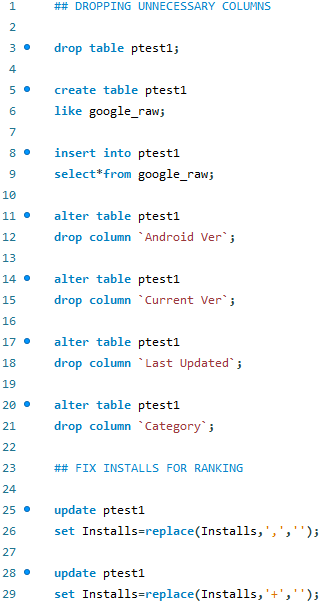 1 ## DROPPING UNNECESSARY COLUMNS
2
3 drop table ptest1;
4
5 create table ptest1
6 like google_raw;
7
8 insert into ptest1
9 select*from google_raw;
10
11 alter table ptest1
12 drop column `Android Ver`;
13
14 alter table ptest1
15 drop column `Current Ver`;
16
17 alter table ptest1
18 drop column `Last Updated`;
19
20 alter table ptest1
21 drop column `Category`;
22
23 ## FIX INSTALLS FOR RANKING
24
25 update ptest1
26 set Installs=replace(Installs,',','');
27
28 update ptest1
29 set Installs=replace(Installs,'+','');